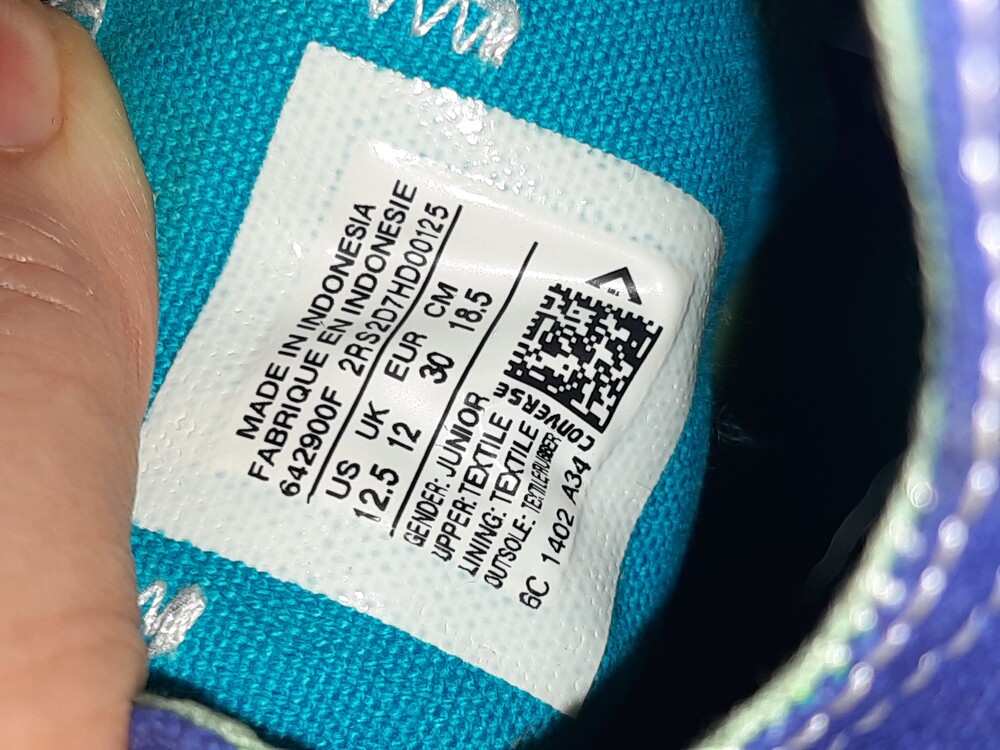 MADE IN INDONESIA
FABRIQUE EN INDONESIE
642900F 2RS2D7HD00125
US UK EUR CM
12.5 12 30 18.5
GENDER: JUNIOR
UPPER: TEXTILE
LINING: TEXTILE
OUTSOLE: TEXTILE/RUBBER
6C 1402 A34
CONVERSE